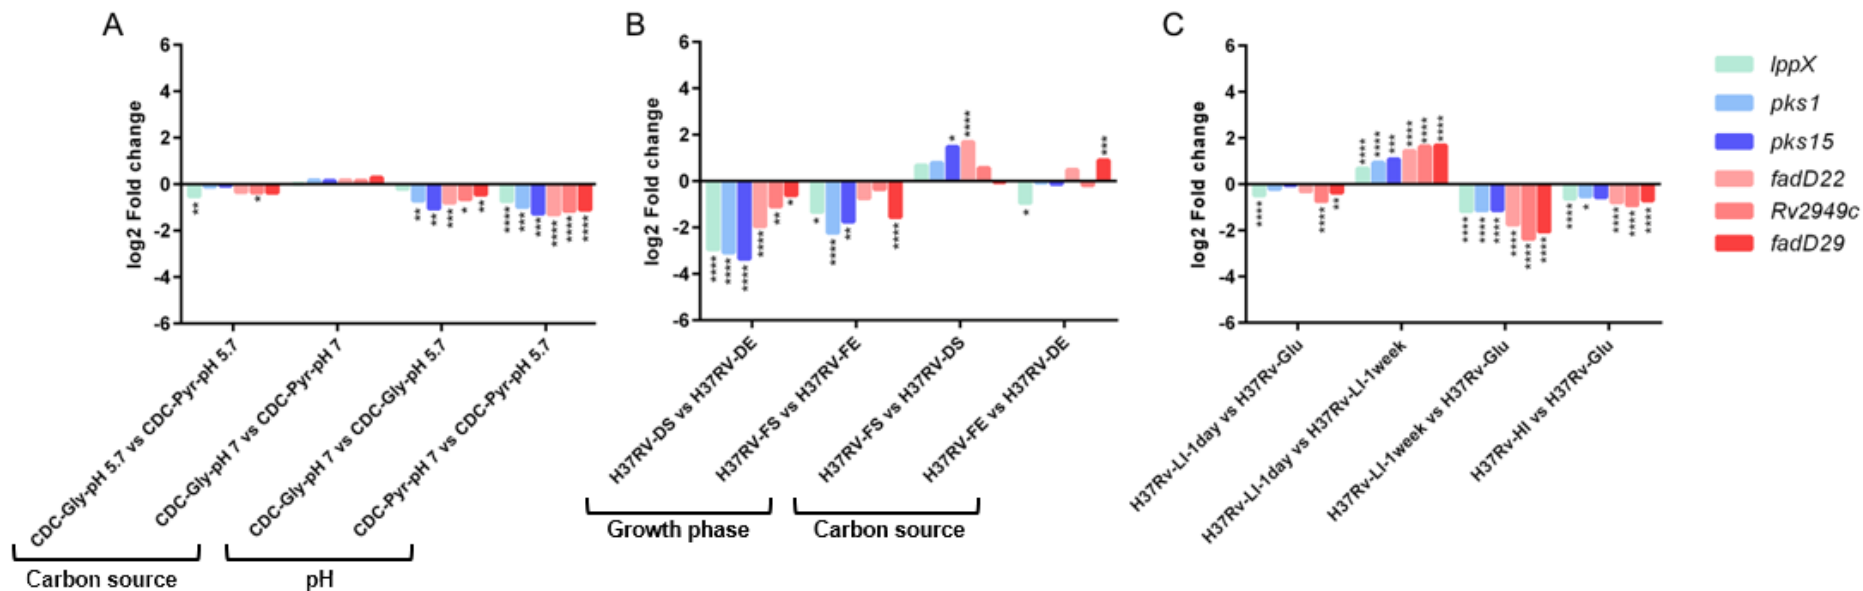 A
log2 Fold change
6
4
2
0
-2
-4
-6
**
*
**
**
***
*
**
****
****
***
****
****
****
CDC-Gly-pH 5.7 vs CDC-Pyr-pH 5.7
CDC-Gly-pH 7 vs CDC-Pyr-pH 7
CDC-Gly-pH 7 vs CDC-Gly-pH 5.7
CDC-Pyr-pH 7 vs CDC-Pyr-pH 5.7
Carbon source
pH
B
log2 Fold change
6
4
2
0
-2
-4
-6
****
****
****
****
**
*
*
****
**
****
*
****
*
****
H37RV-DS vs H37RV-DE
H37RV-FS vs H37RV-FE
H37RV-FS vs H37RV-DS
H37RV-FE vs H37RV-DE
Growth phase
Carbon source
C
log2 Fold change
6
4
2
0
-2
-4
-6
****
****
**
****
****
***
****
****
****
****
****
****
****
****
****
****
*
****
****
****
H37Rv-LI-1day vs H37Rv-Glu
H37Rv-LI-1day vs H37Rv-LI-1week
H37Rv-LI-1week vs H37Rv-Glu
H37Rv-HI vs H37Rv-Glu
lppX
pks1
pks15
fadD22
Rv2949c
fadD29